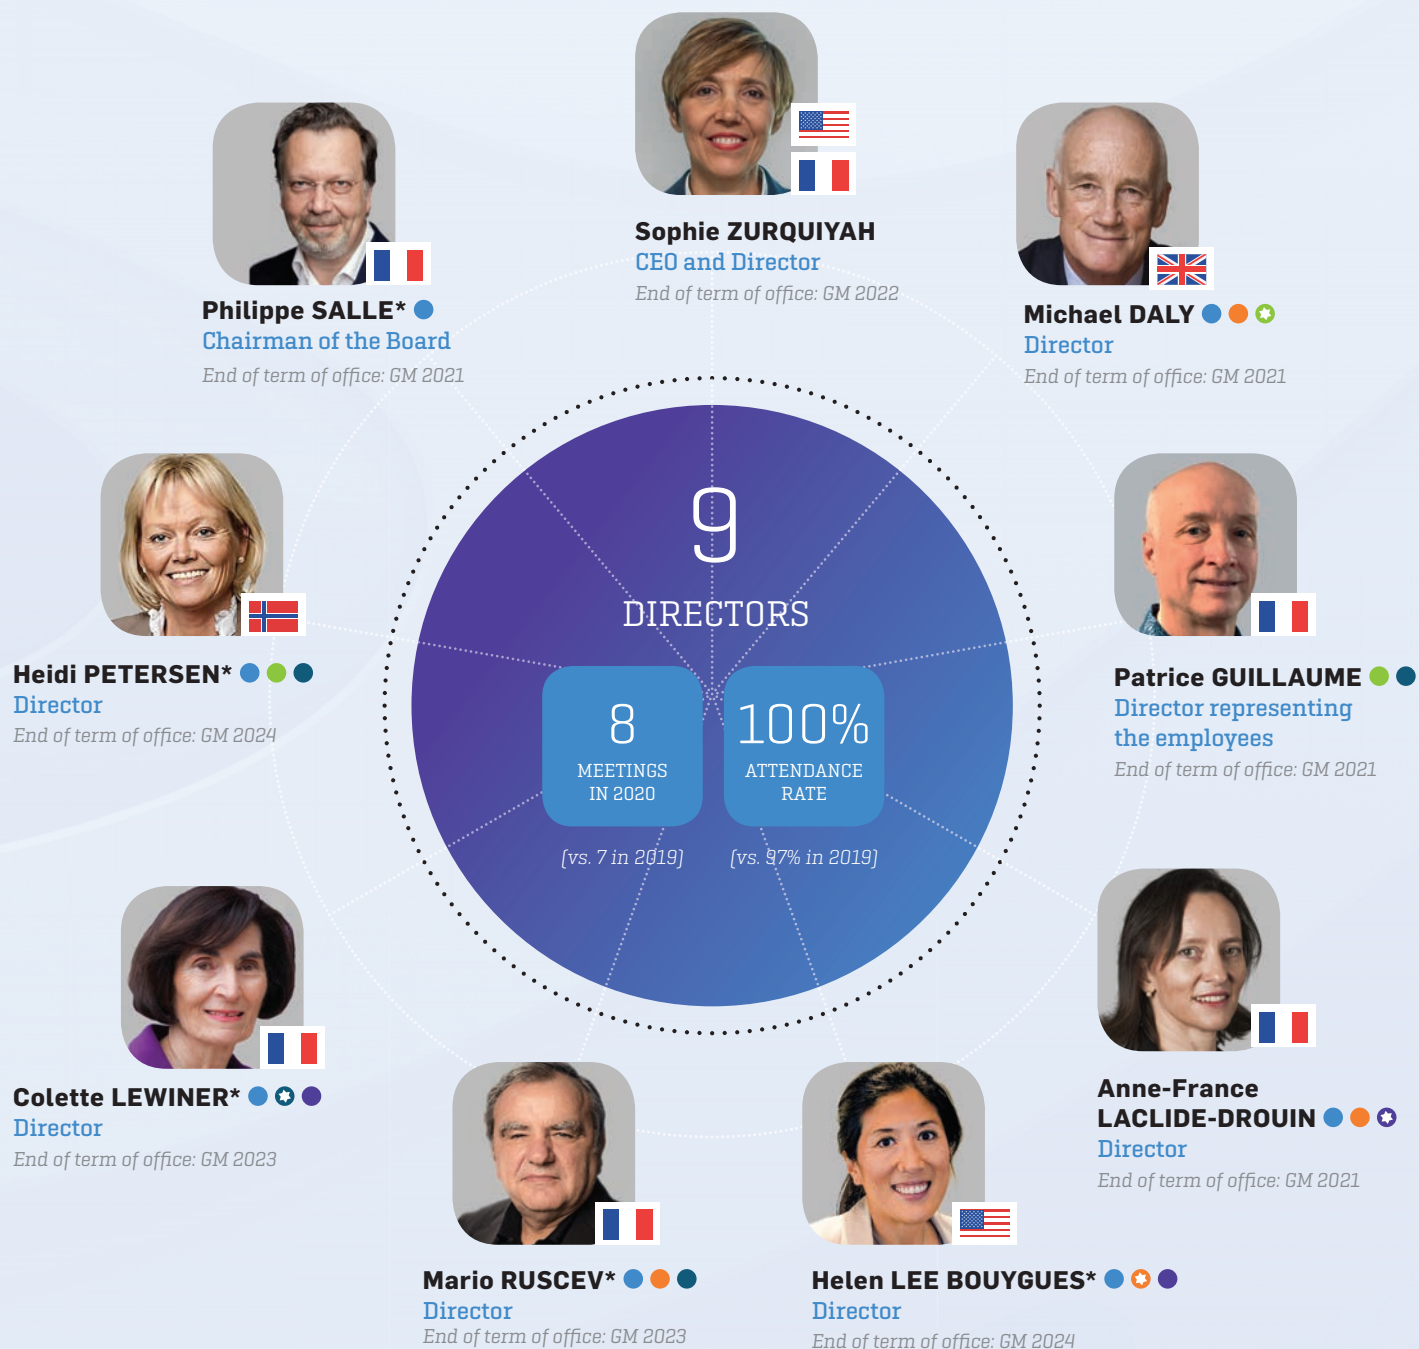 Sophie ZURQUIYAH
CEO and Director
End of term of office: GM 2022
Philippe SALLE*
Chairman of the Board
End of term of office: GM 2021
Michael DALY
Director
End of term of office: GM 2021
9
DIRECTORS
8
MEETINGS
IN 2020
(vs. 7 in 2019)
100%
ATTENDANCE
RATE
(vs. 97% in 2019)
Heidi PETERSEN*
Director
End of term of office: GM 2024
Patrice GUILLAUME
Director representing
the employees
End of term of office: GM 2021
Colette LEWINER*
Director
End of term of office: GM 2023
Anne-France
LACLIDE-DROUIN
Director
End of term of office: GM 2021
Mario RUSCEV*
Director
End of term of office: GM 2023
Helen LEE BOUYGUES*
Director
End of term of office: GM 2024